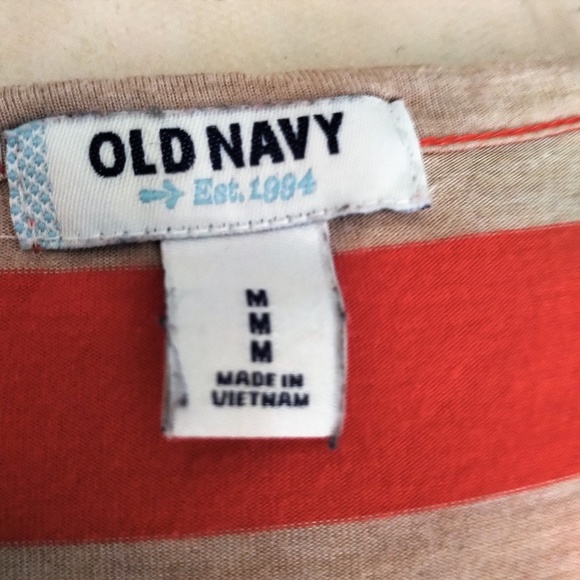 OLD NAVY
Est. 1994
M
M
M
MADE IN
VIETNAM